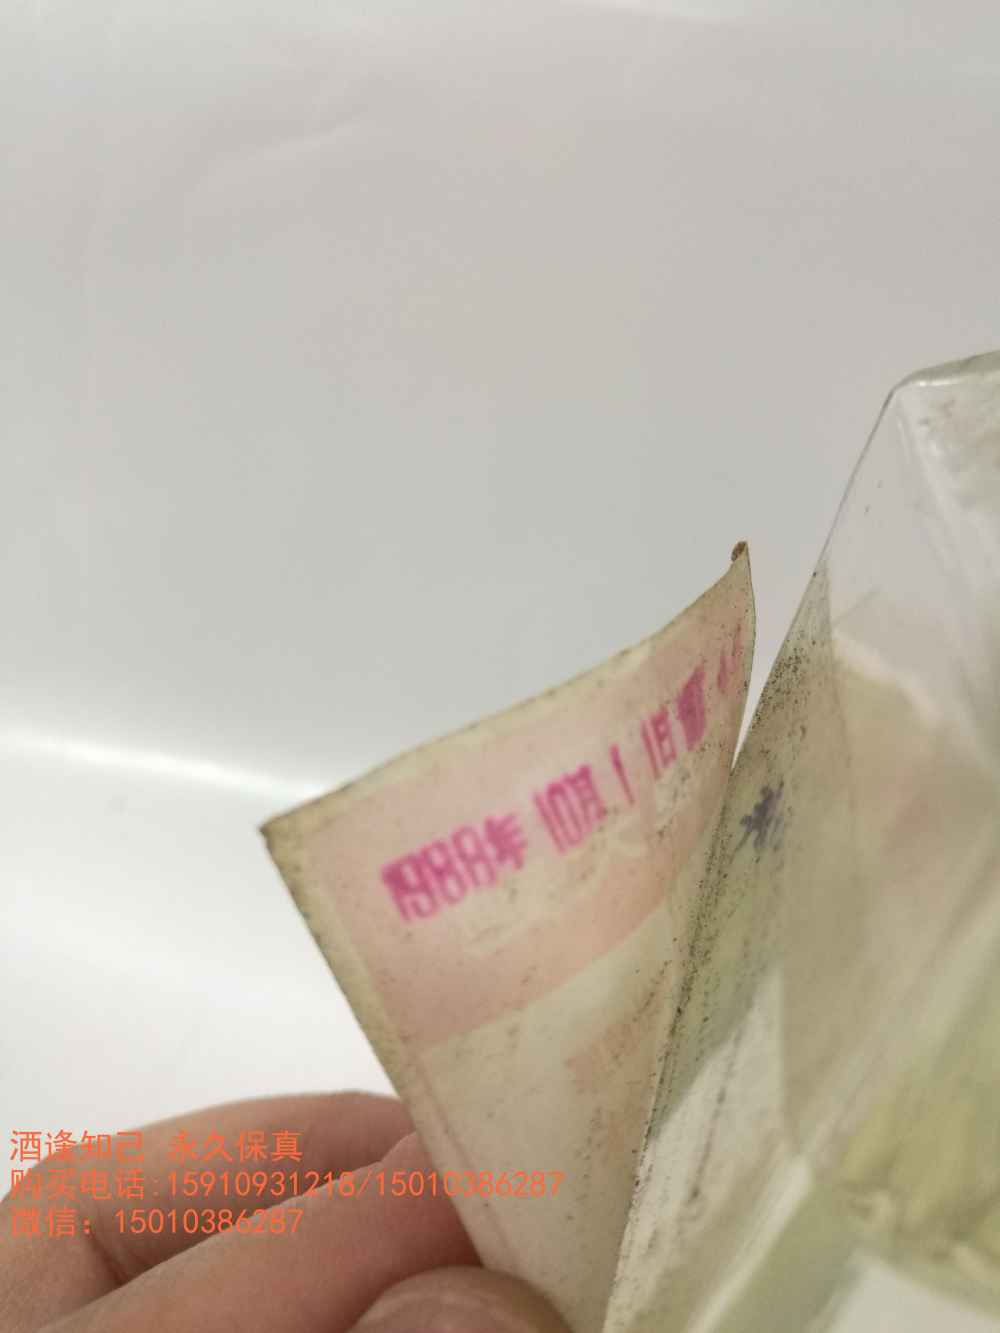 1988年 10月 1 日
酒逢知己 永久保真
购买电话:15910931218/15010386287
微信：15010386287